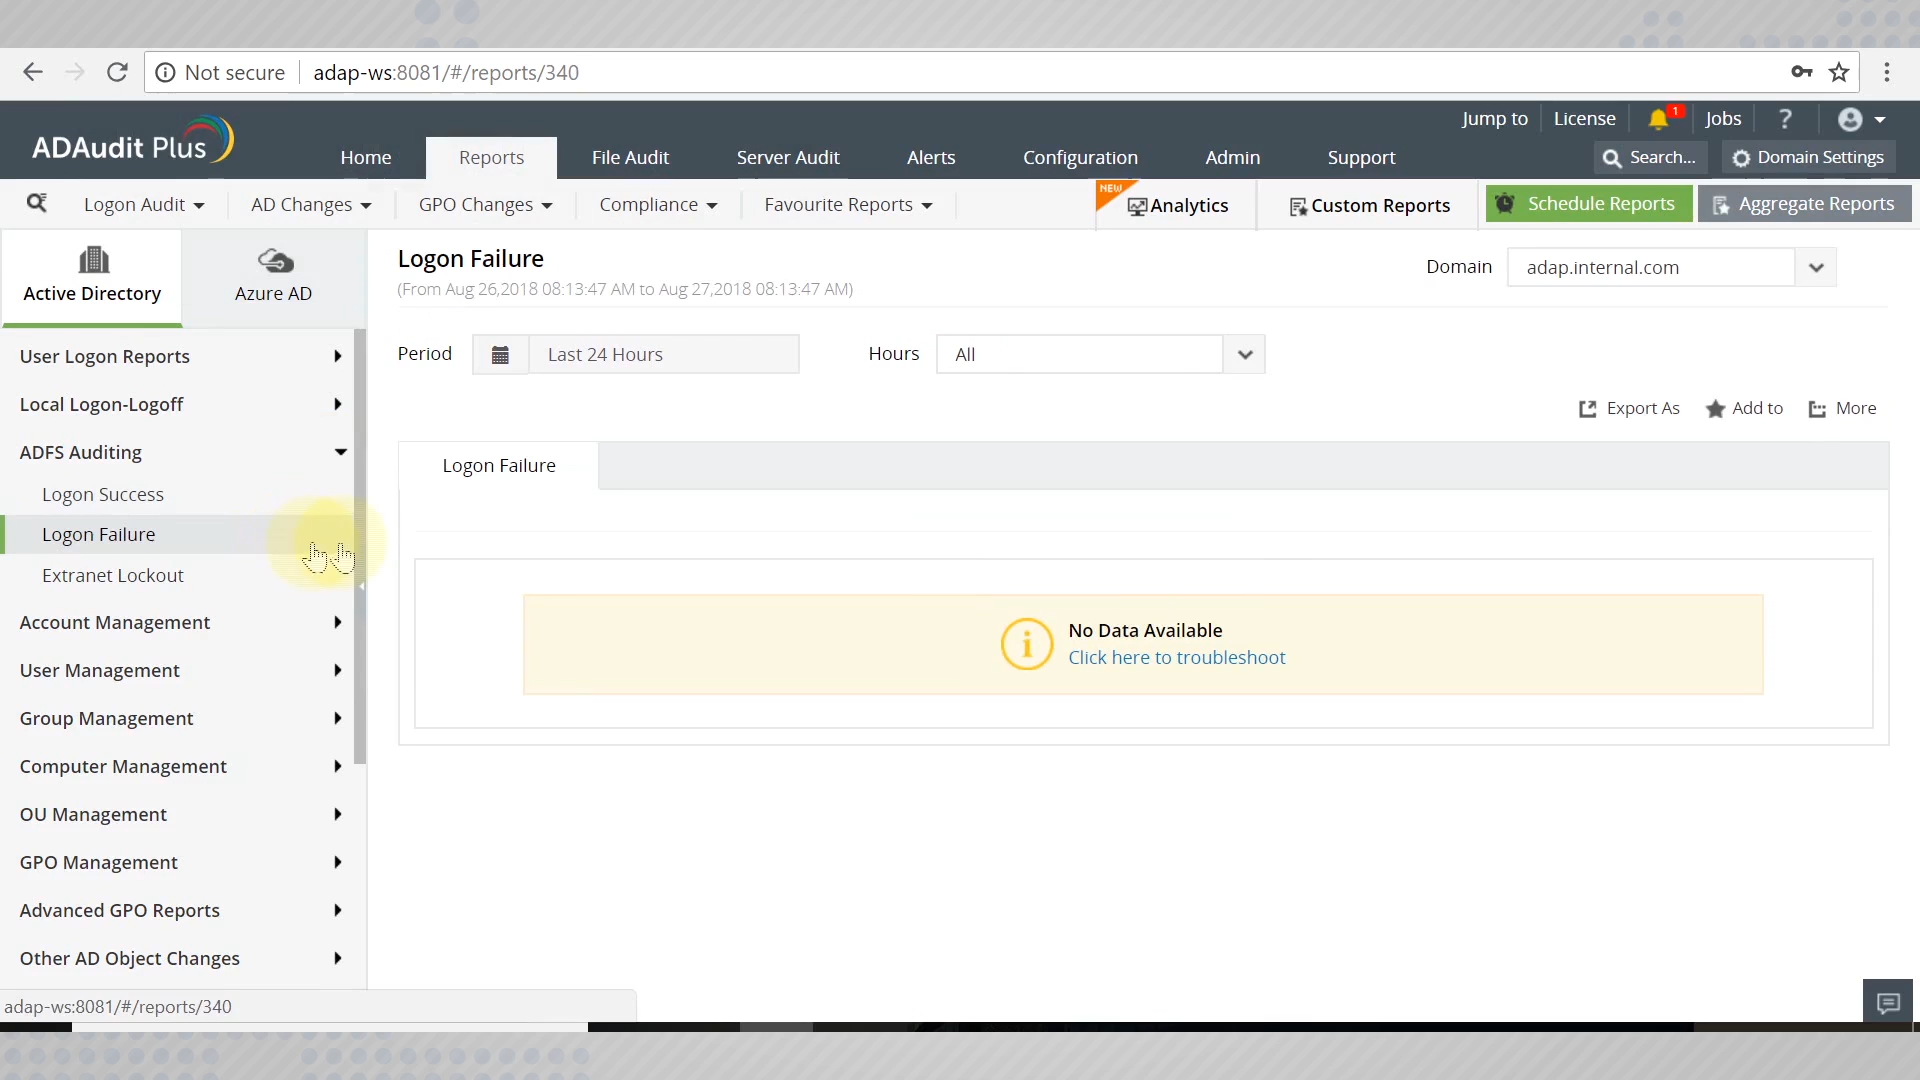 Not secure adap-ws:8081/#/reports/340
Jump to License 1 Jobs ?
ADAudit Plus
Home Reports File Audit Server Audit Alerts Configuration Admin Support Search... Domain Settings
Logon Audit AD Changes GPO Changes Compliance Favourite Reports NEW Analytics Custom Reports Schedule Reports Aggregate Reports
Active Directory Azure AD
User Logon Reports
Local Logon-Logoff
ADFS Auditing
Logon Success
Logon Failure
Extranet Lockout
Account Management
User Management
Group Management
Computer Management
OU Management
GPO Management
Advanced GPO Reports
Other AD Object Changes
adap-ws:8081/#/reports/340
Logon Failure
(From Aug 26,2018 08:13:47 AM to Aug 27,2018 08:13:47 AM)
Domain adap.internal.com
Period Last 24 Hours Hours All
Export As Add to More
Logon Failure
No Data Available
Click here to troubleshoot